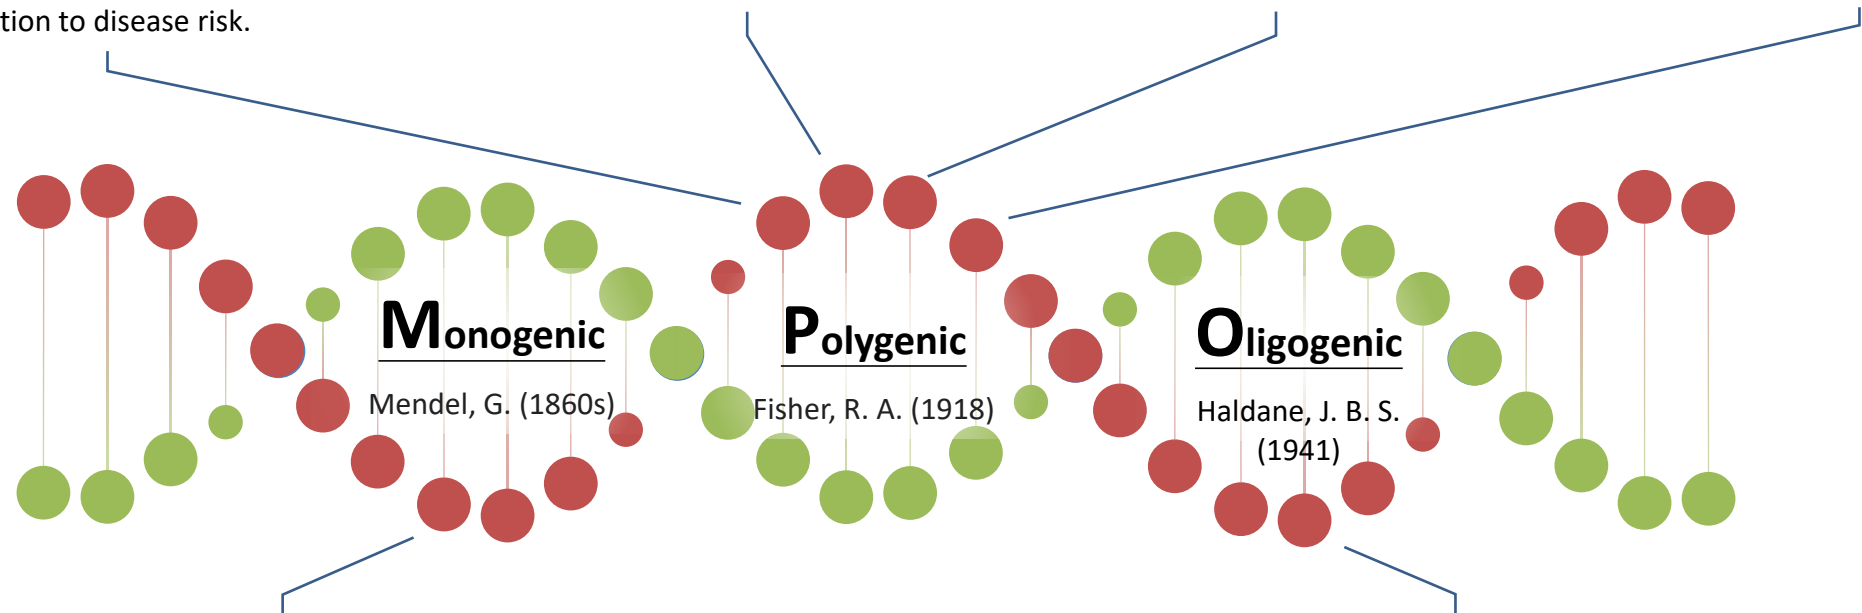 tion to disease risk.
Monogenic
Mendel, G. (1860s)
Polygenic
Fisher, R. A. (1918)
Oligogenic
Haldane, J. B. S.
(1941)